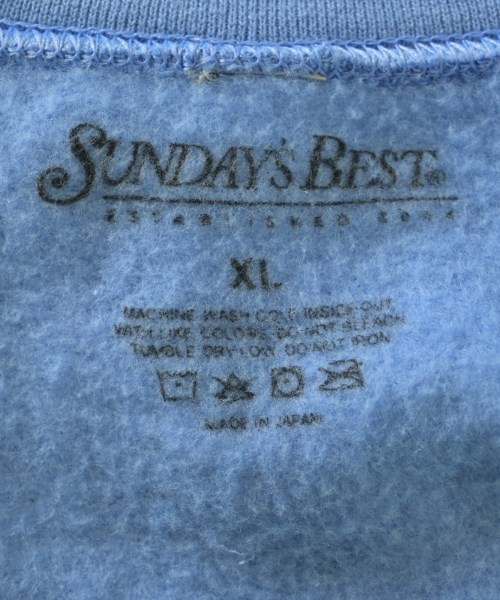 SUNDAY'S BEST®
ESTABLISHED
XL
MACHINE WASH COLD INSIDE OUT
WITH LIKE COLORS. DO NOT BLEACH
TUMBLE DRY LOW. DO NOT IRON
MADE IN JAPAN